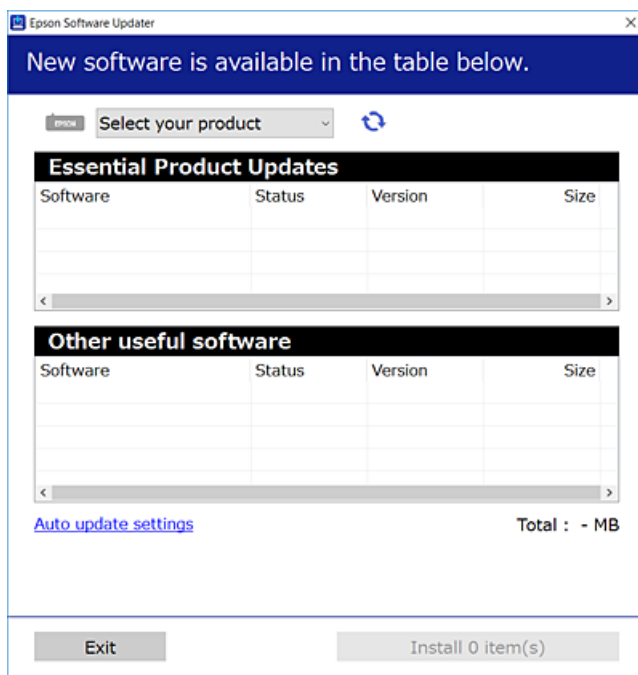 Epson Software Updater
New software is available in the table below.
EPSON Select your product
Essential Product Updates
Software Status Version Size
Other useful software
Software Status Version Size
Auto update settings Total : - MB
Exit Install 0 item(s)